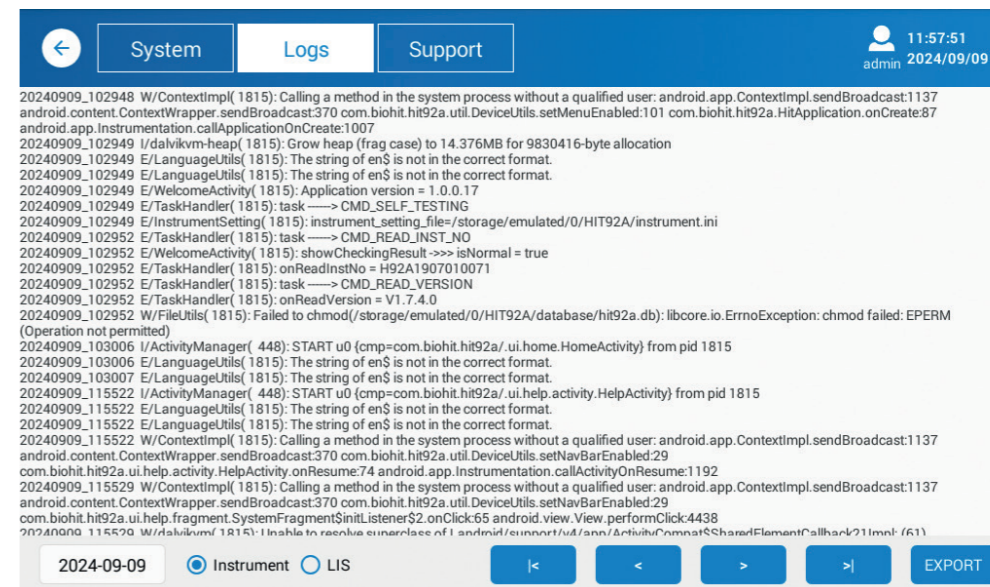 System
Logs
Support
11:57:51
admin 2024/09/09
20240909_102948 W/ContextImpl( 1815): Calling a method in the system process without a qualified user: android.app.ContextImpl.sendBroadcast:1137
android.content.ContextWrapper.sendBroadcast:370 com.biohit.hit92a.util.DeviceUtils.setMenuEnabled:101 com.biohit.hit92a.HitApplication.onCreate:87
android.app.Instrumentation.callApplicationOnCreate:1007
20240909_102949 I/dalvikvm-heap( 1815): Grow heap (frag case) to 14.376MB for 9830416-byte allocation
20240909_102949 E/LanguageUtils( 1815): The string of en$ is not in the correct format.
20240909_102949 E/LanguageUtils( 1815): The string of en$ is not in the correct format.
20240909_102949 E/WelcomeActivity( 1815): Application version = 1.0.0.17
20240909_102949 E/TaskHandler( 1815): task -----> CMD_SELF_TESTING
20240909_102949 E/InstrumentSetting( 1815): instrument_setting_file=/storage/emulated/0/HIT92A/instrument.ini
20240909_102952 E/TaskHandler( 1815): task -----> CMD_READ_INST_NO
20240909_102952 E/WelcomeActivity( 1815): showCheckingResult->>> isNormal = true
20240909_102952 E/TaskHandler( 1815): onReadInstNo = H92A1907010071
20240909_102952 E/TaskHandler( 1815): task -----> CMD_READ_VERSION
20240909_102952 E/TaskHandler( 1815): onReadVersion = V1.7.4.0
20240909_102952 W/FileUtils( 1815): Failed to chmod(/storage/emulated/0/HIT92A/database/hit92a.db): libcore.io.ErrnoException: chmod failed: EPERM
(Operation not permitted)
20240909_103006 I/ActivityManager( 448): START u0 {cmp=com.biohit.hit92a/.ui.home.HomeActivity} from pid 1815
20240909_103006 E/LanguageUtils( 1815): The string of en$ is not in the correct format.
20240909_103007 E/LanguageUtils( 1815): The string of en$ is not in the correct format.
20240909_115522 I/ActivityManager( 448): START u0 {cmp=com.biohit.hit92a/.ui.help.activity.HelpActivity} from pid 1815
20240909_115522 E/LanguageUtils( 1815): The string of en$ is not in the correct format.
20240909_115522 E/LanguageUtils( 1815): The string of en$ is not in the correct format.
20240909_115522 W/ContextImpl( 1815): Calling a method in the system process without a qualified user: android.app.ContextImpl.sendBroadcast:1137
android.content.ContextWrapper.sendBroadcast:370 com.biohit.hit92a.util.DeviceUtils.setNavBarEnabled:29
com.biohit.hit92a.ui.help.activity.HelpActivity.onResume:74 android.app.Instrumentation.callActivityOnResume:1192
20240909_115529 W/ContextImpl( 1815): Calling a method in the system process without a qualified user: android.app.ContextImpl.sendBroadcast:1137
android.content.ContextWrapper.sendBroadcast:370 com.biohit.hit92a.util.DeviceUtils.setNavBarEnabled:29
com.biohit.hit92a.ui.help.fragment.SystemFragment$initListener$2.onClick:65 android.view.View.performClick:4438
20240909_115529 W/dalvikvm( 1815): Unable to resolve superclass of Landroid/support/v4/app/ActivityCompat$SharedElementCallback21Impl; (61)
2024-09-09
Instrument
LIS
|<
<
>
>|
EXPORT